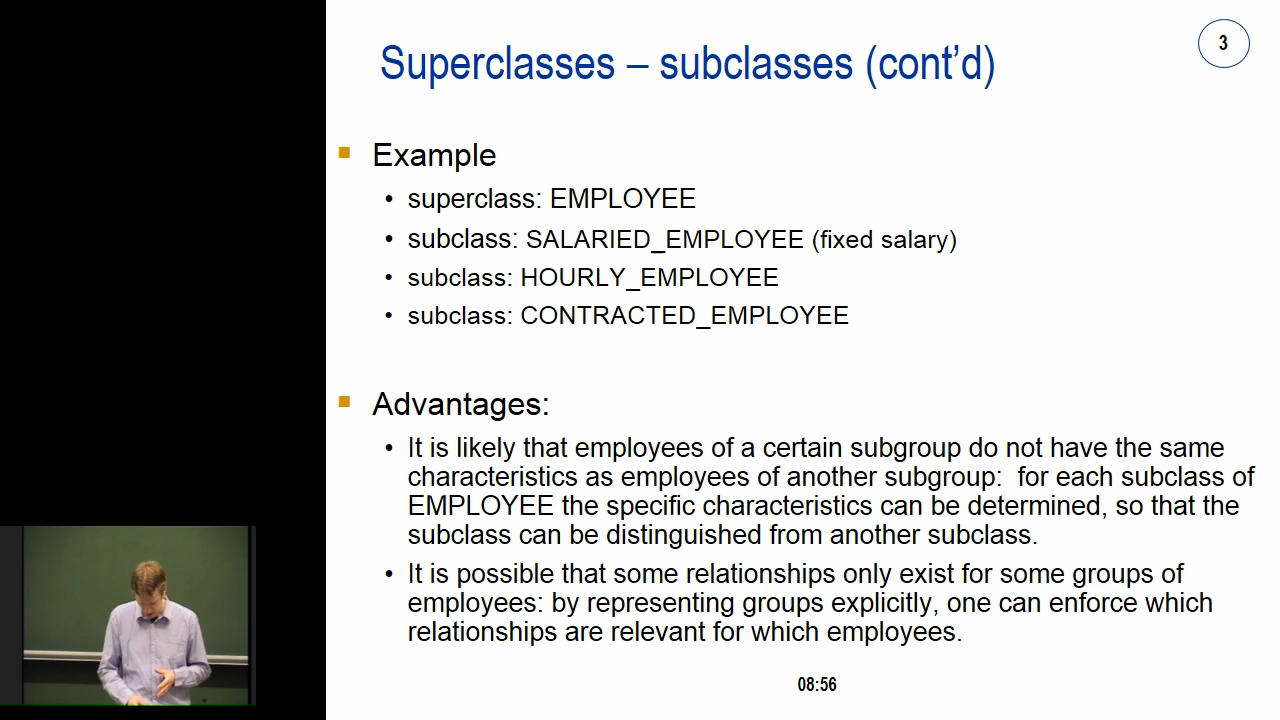 3
Superclasses – subclasses (cont’d)
Example
• superclass: EMPLOYEE
• subclass: SALARIED_EMPLOYEE (fixed salary)
• subclass: HOURLY_EMPLOYEE
• subclass: CONTRACTED_EMPLOYEE
Advantages:
• It is likely that employees of a certain subgroup do not have the same
characteristics as employees of another subgroup: for each subclass of
EMPLOYEE the specific characteristics can be determined, so that the
subclass can be distinguished from another subclass.
• It is possible that some relationships only exist for some groups of
employees: by representing groups explicitly, one can enforce which
relationships are relevant for which employees.
08:56